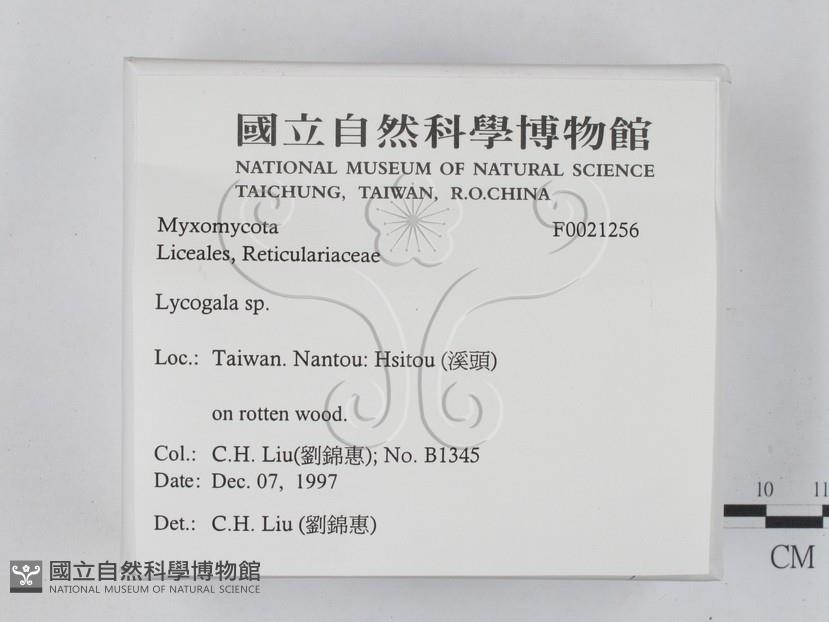 國立自然科學博物館
NATIONAL MUSEUM OF NATURAL SCIENCE
TAICHUNG, TAIWAN, R.O.CHINA
Myxomycota F0021256
Liceales, Reticulariaceae
Lycogala sp.
Loc.: Taiwan. Nantou: Hsitou (溪頭)
on rotten wood.
Col.: C.H. Liu(劉錦惠); No. B1345
Date: Dec. 07, 1997
Det.: C.H. Liu (劉錦惠)
10 11
CM
國立自然科學博物館
NATIONAL MUSEUM OF NATURAL SCIENCE